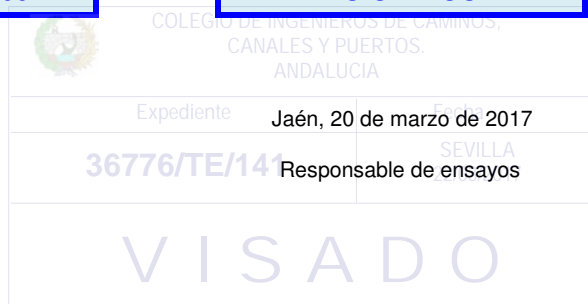 COLEGIO DE INGENIEROS DE CAMINOS,
CANALES Y PUERTOS.
ANDALUCIA
Expediente
Fecha
Jaén, 20 de marzo de 2017
36776/TE/141
SEVILLA
Responsable de ensayos
VISADO